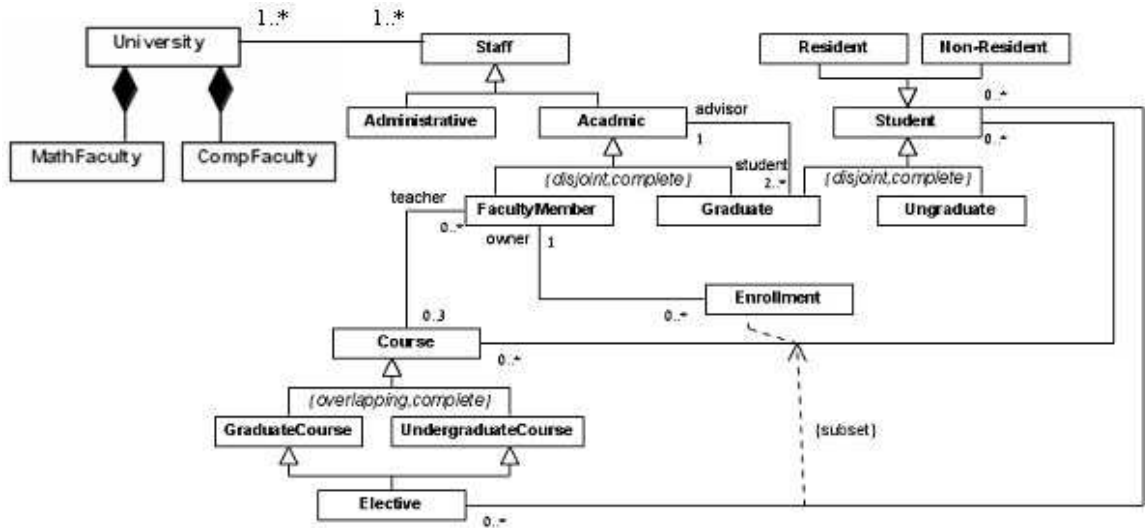 1..*
1..*
University
Staff
Resident
Non-Resident
0..*
Administrative
Acadmic
advisor
1
Student
0..*
MathFaculty
CompFaculty
student
2..*
{disjoint,complete}
{disjoint,complete}
teacher
FacultyMember
Graduate
Ungraduate
0..*
owner
1
Enrollment
0..*
0..3
Course
0..*
{overlapping,complete}
GraduateCourse
UndergraduateCourse
{subset}
Elective
0..*